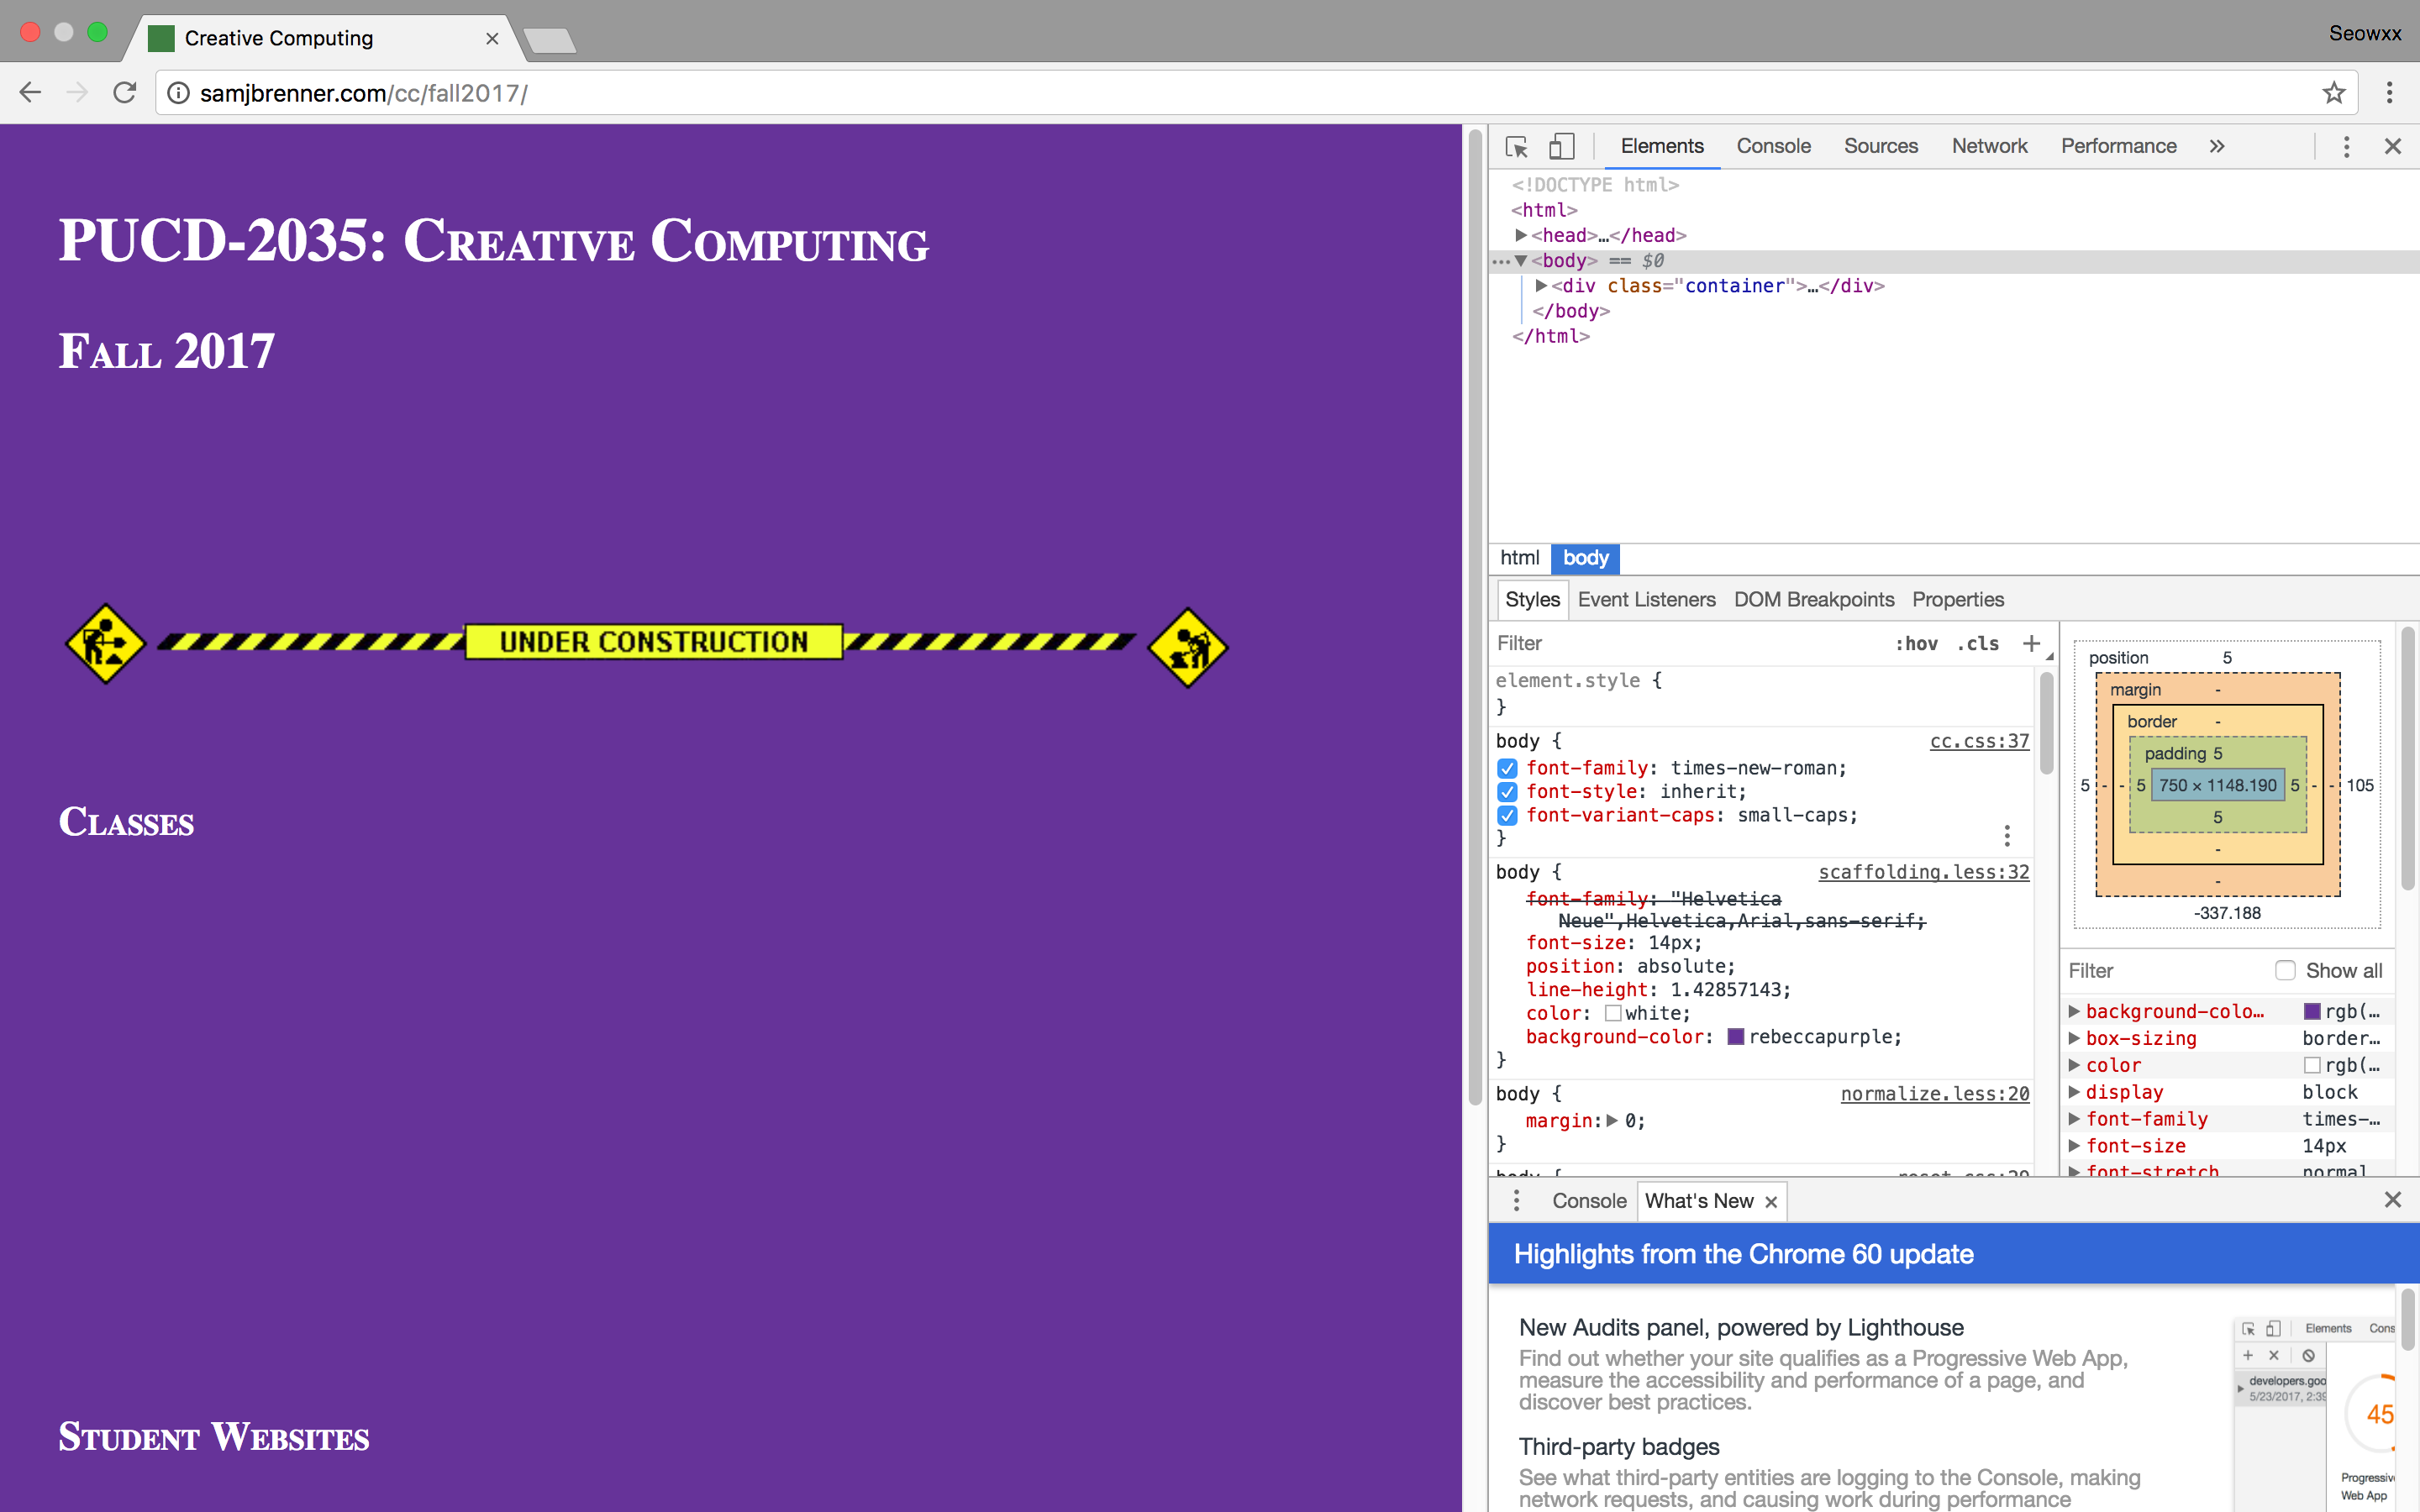 Creative Computing
Seowxx
samjbrenner.com/cc/fall2017/
PUCD-2035: Creative Computing
Fall 2017
UNDER CONSTRUCTION
Classes
Student Websites
Elements Console Sources Network Performance »
<!DOCTYPE html>
<html>
<head>…</head>
<body> == $0
<div class="container">…</div>
</body>
</html>
html body
Styles Event Listeners DOM Breakpoints Properties
Filter :hov .cls +
element.style {
}
body { cc.css:37
font-family: times-new-roman;
font-style: inherit;
font-variant-caps: small-caps;
}
body { scaffolding.less:32
font-family: "Helvetica
Neue",Helvetica,Arial,sans-serif;
font-size: 14px;
position: absolute;
line-height: 1.42857143;
color: white;
background-color: rebeccapurple;
}
body { normalize.less:20
margin: 0;
}
body { reset.css:29
position 5
margin -
border -
padding 5
5 - - 5 750 × 1148.190 5 - - 105
5
-
-
-337.188
Filter Show all
background-colo… rgb(…
box-sizing border…
color rgb(…
display block
font-family times-…
font-size 14px
font-stretch normal
Console What's New
Highlights from the Chrome 60 update
New Audits panel, powered by Lighthouse
Find out whether your site qualifies as a Progressive Web App,
measure the accessibility and performance of a page, and
discover best practices.
Third-party badges
See what third-party entities are logging to the Console, making
network requests, and causing work during performance
Elements Cons
developers.goo
5/23/2017, 2:39
45
Progressiv
Web App